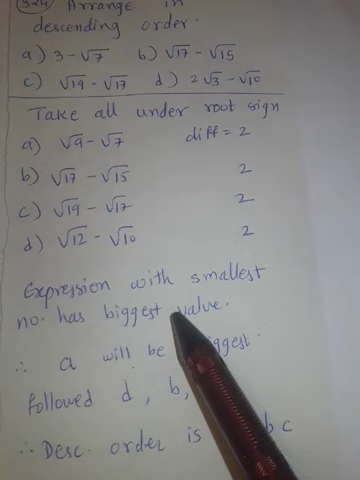 324 Arrange in
descending order.
a) 3 - √7 b) √17 - √15
c) √19 - √17 d) 2√3 - √10
Take all under root sign
a) √9 - √7 diff = 2
b) √17 - √15 2
c) √19 - √17 2
d) √12 - √10 2
Expression with smallest
no. has biggest value.
∴ a will be
followed d, b,
∴ Desc. order is b c